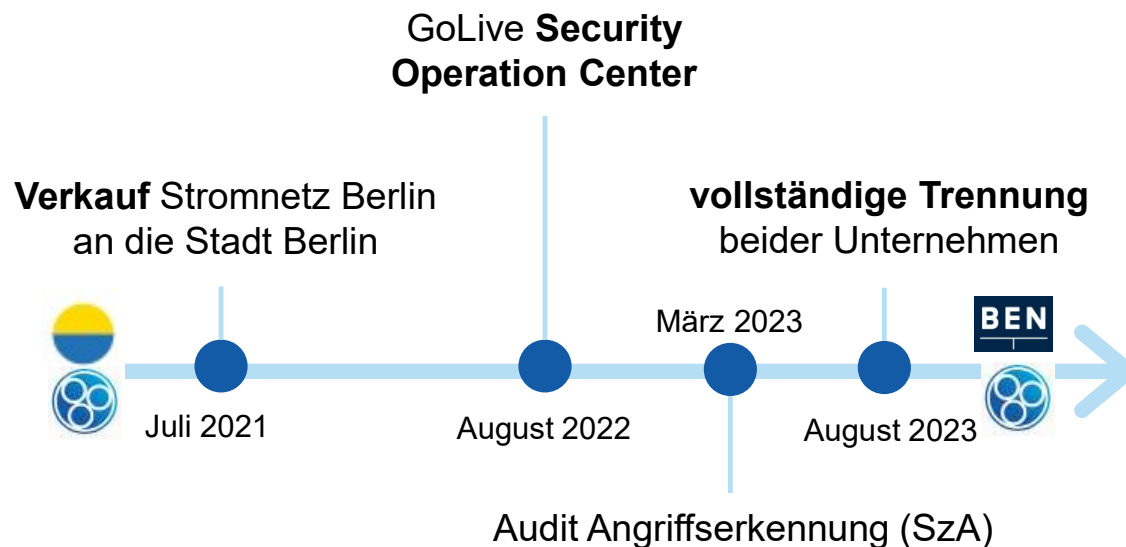 GoLive Security
Operation Center
Verkauf Stromnetz Berlin
an die Stadt Berlin
vollständige Trennung
beider Unternehmen
März 2023
BEN
Juli 2021
August 2022
August 2023
Audit Angriffserkennung (SzA)